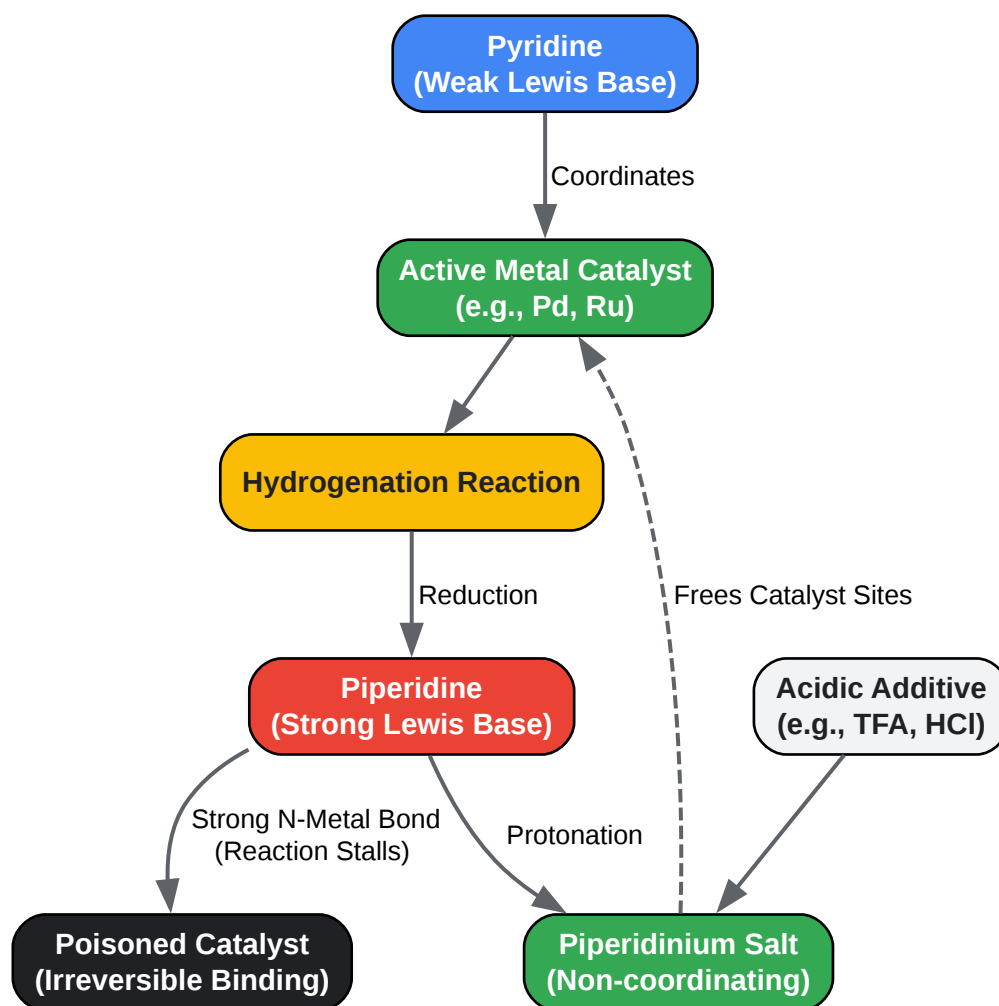 Pyridine
(Weak Lewis Base)
Coordinates
Active Metal Catalyst
(e.g., Pd, Ru)
Hydrogenation Reaction
Reduction
Frees Catalyst Sites
Piperidine
(Strong Lewis Base)
Acidic Additive
(e.g., TFA, HCl)
Strong N-Metal Bond
(Reaction Stalls)
Protonation
Poisoned Catalyst
(Irreversible Binding)
Piperidinium Salt
(Non-coordinating)